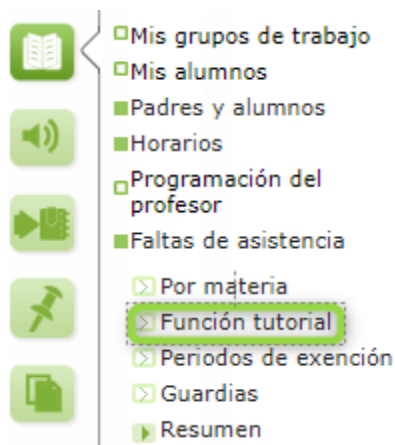 Mis grupos de trabajo
Mis alumnos
Padres y alumnos
Horarios
Programación del
profesor
Faltas de asistencia
Por materia
Función tutorial
Periodos de exención
Guardias
Resumen